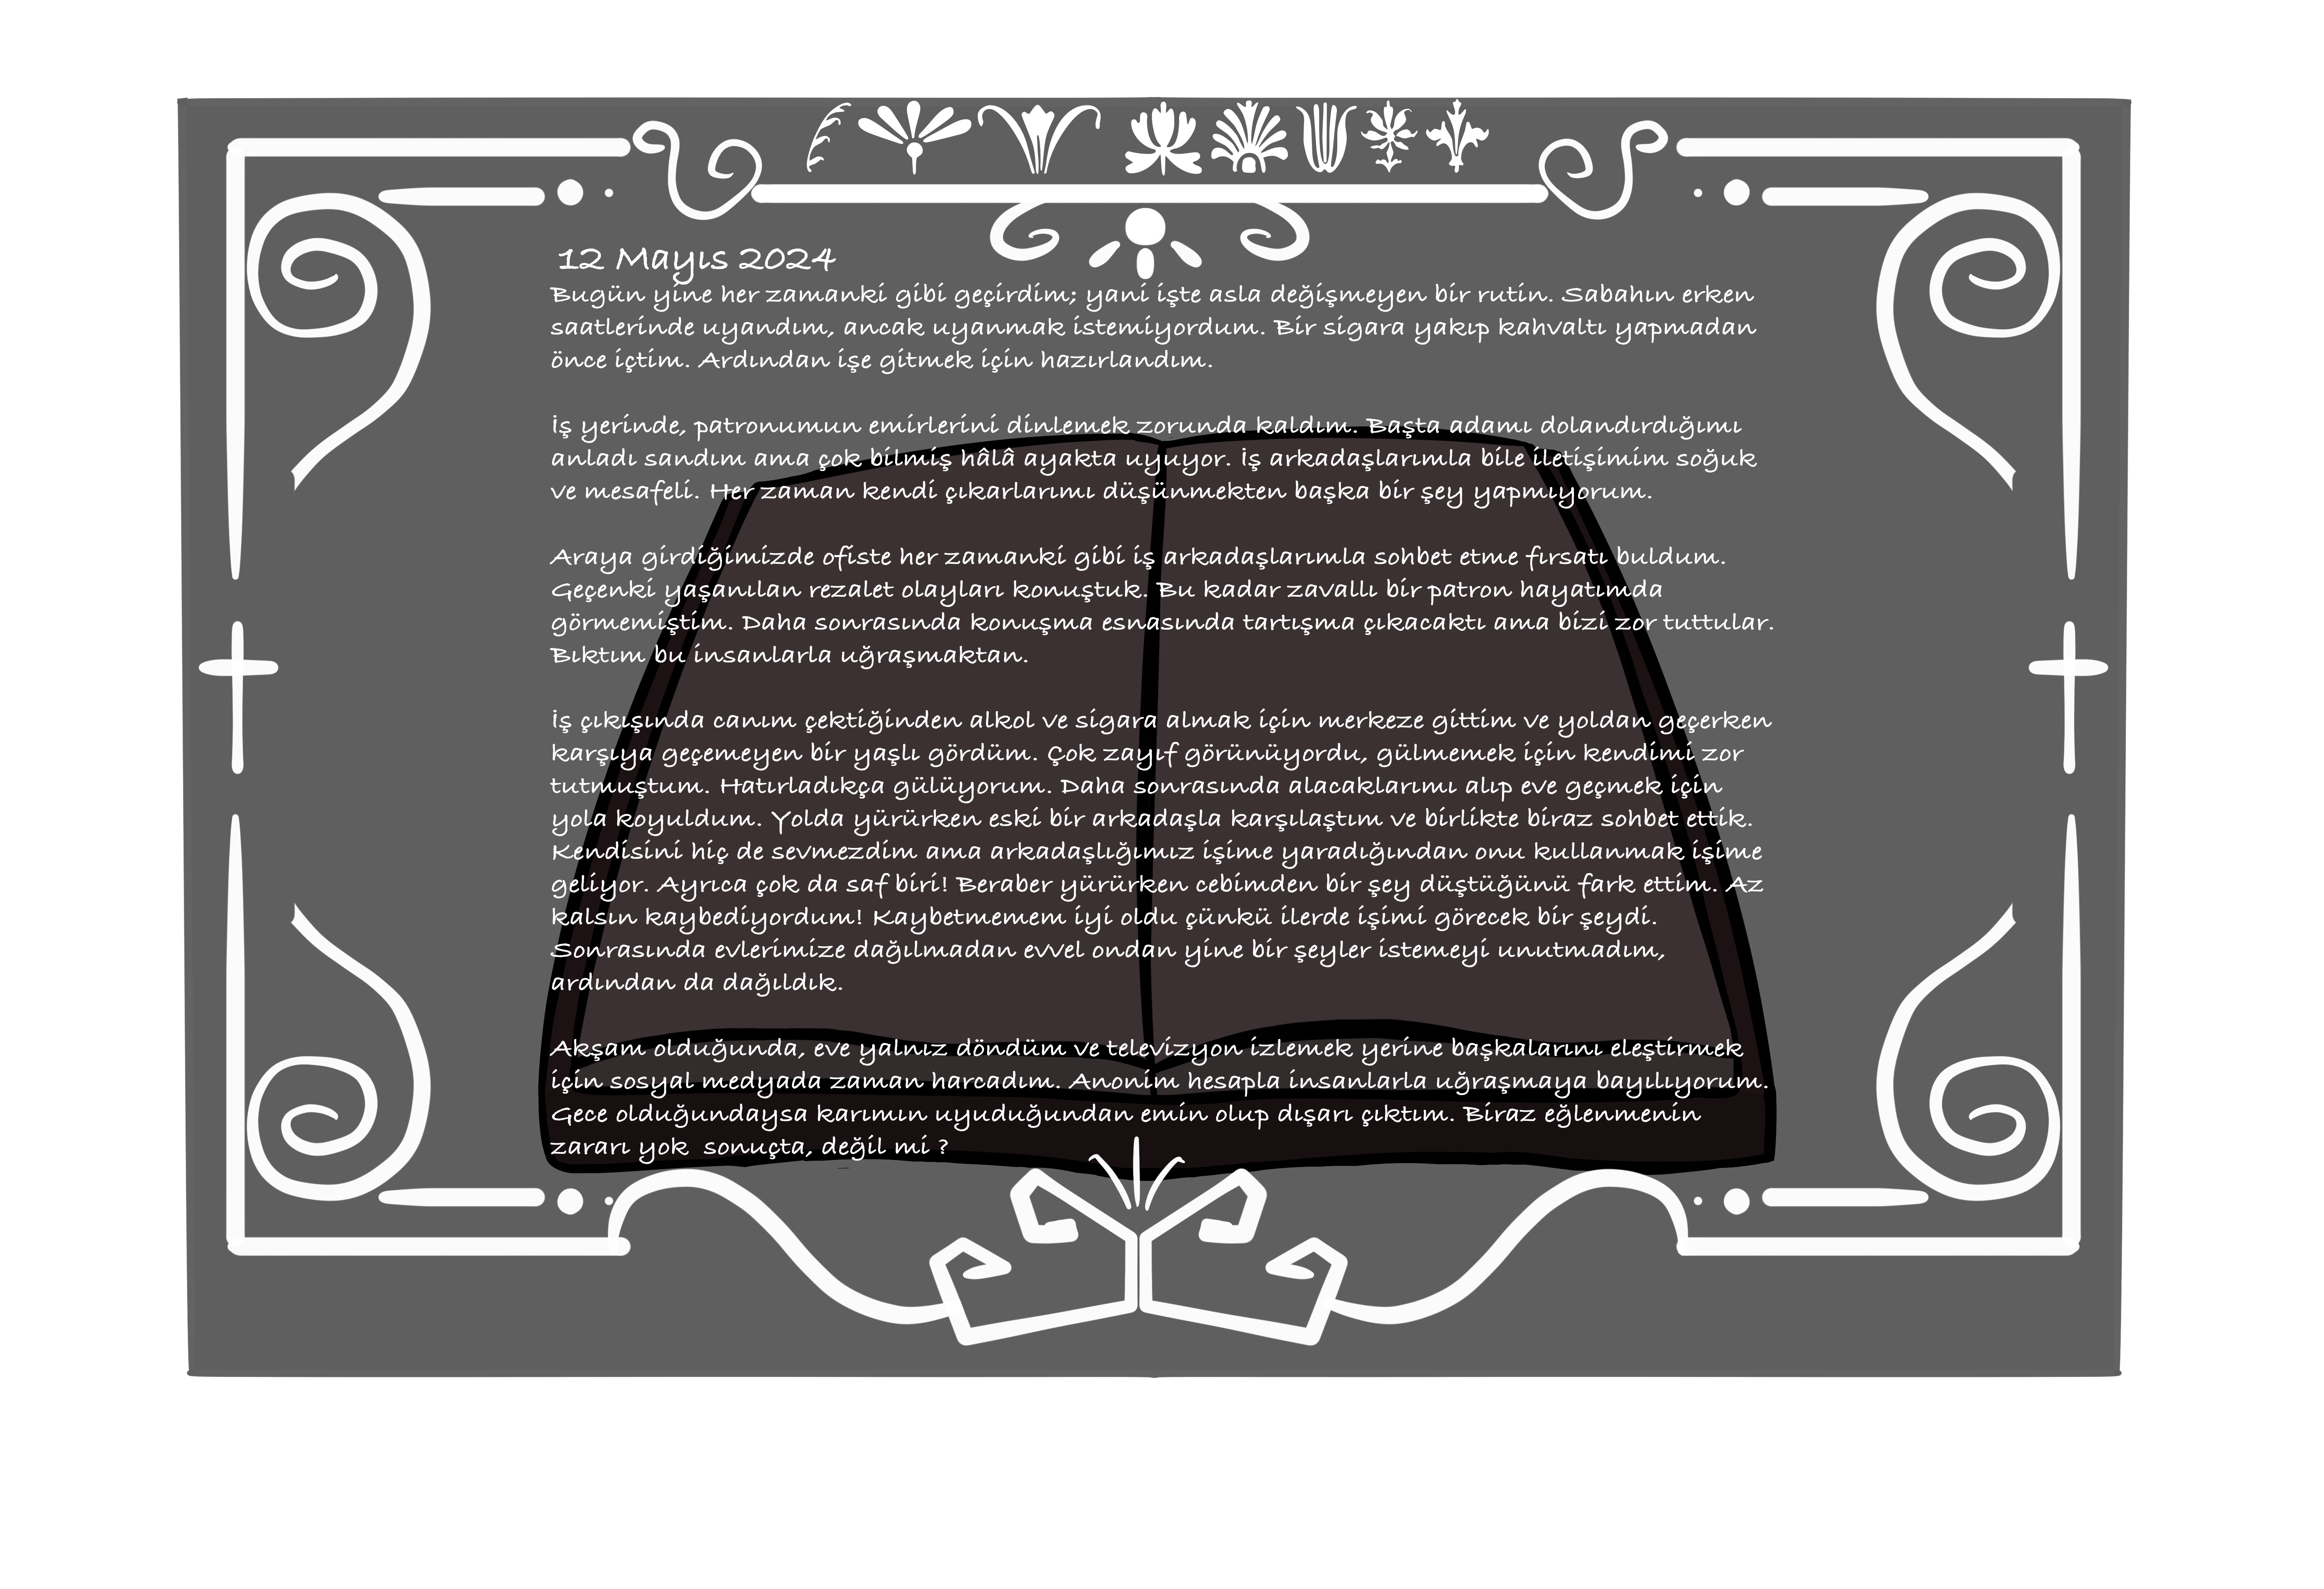 12 Mayıs 2024
Bugün yine her zamanki gibi geçirdim; yani işte asla değişmeyen bir rutin. Sabahın erken
saatlerinde uyandım, ancak uyanmak istemiyordum. Bir sigara yakıp kahvaltı yapmadan
önce içtim. Ardından işe gitmek için hazırlandım.
İş yerinde, patronumun emirlerini dinlemek zorunda kaldım. Başta adamı dolandırdığımı
anladı sandım ama çok bilmiş hâlâ ayakta uyuyor. İş arkadaşlarımla bile iletişimim soğuk
ve mesafeli. Her zaman kendi çıkarlarımı düşünmekten başka bir şey yapmıyorum.
Araya girdiğimizde ofiste her zamanki gibi iş arkadaşlarımla sohbet etme fırsatı buldum.
Geçenki yaşanılan rezalet olayları konuştuk. Bu kadar zavallı bir patron hayatımda
görmemiştim. Daha sonrasında konuşma esnasında tartışma çıkacaktı ama bizi zor tuttular.
Bıktım bu insanlarla uğraşmaktan.
İş çıkışında canım çektiğinden alkol ve sigara almak için merkeze gittim ve yoldan geçerken
karşıya geçemeyen bir yaşlı gördüm. Çok zayıf görünüyordu, gülmemek için kendimi zor
tutmuştum. Hatırladıkça gülüyorum. Daha sonrasında alacaklarımı alıp eve geçmek için
yola koyuldum. Yolda yürürken eski bir arkadaşla karşılaştım ve birlikte biraz sohbet ettik.
Kendisini hiç de sevmezdim ama arkadaşlığımız işime yaradığından onu kullanmak işime
geliyor. Ayrıca çok da saf biri! Beraber yürürken cebimden bir şey düştüğünü fark ettim. Az
kalsın kaybediyordum! Kaybetmemem iyi oldu çünkü ilerde işimi görecek bir şeydi.
Sonrasında evlerimize dağılmadan evvel ondan yine bir şeyler istemeyi unutmadım,
ardından da dağıldık.
Akşam olduğunda, eve yalnız döndüm ve televizyon izlemek yerine başkalarını eleştirmek
için sosyal medyada zaman harcadım. Anonim hesapla insanlarla uğraşmaya bayılıyorum.
Gece olduğundaysa karımın uyuduğundan emin olup dışarı çıktım. Biraz eğlenmenin
zararı yok  sonuçta, değil mi ?